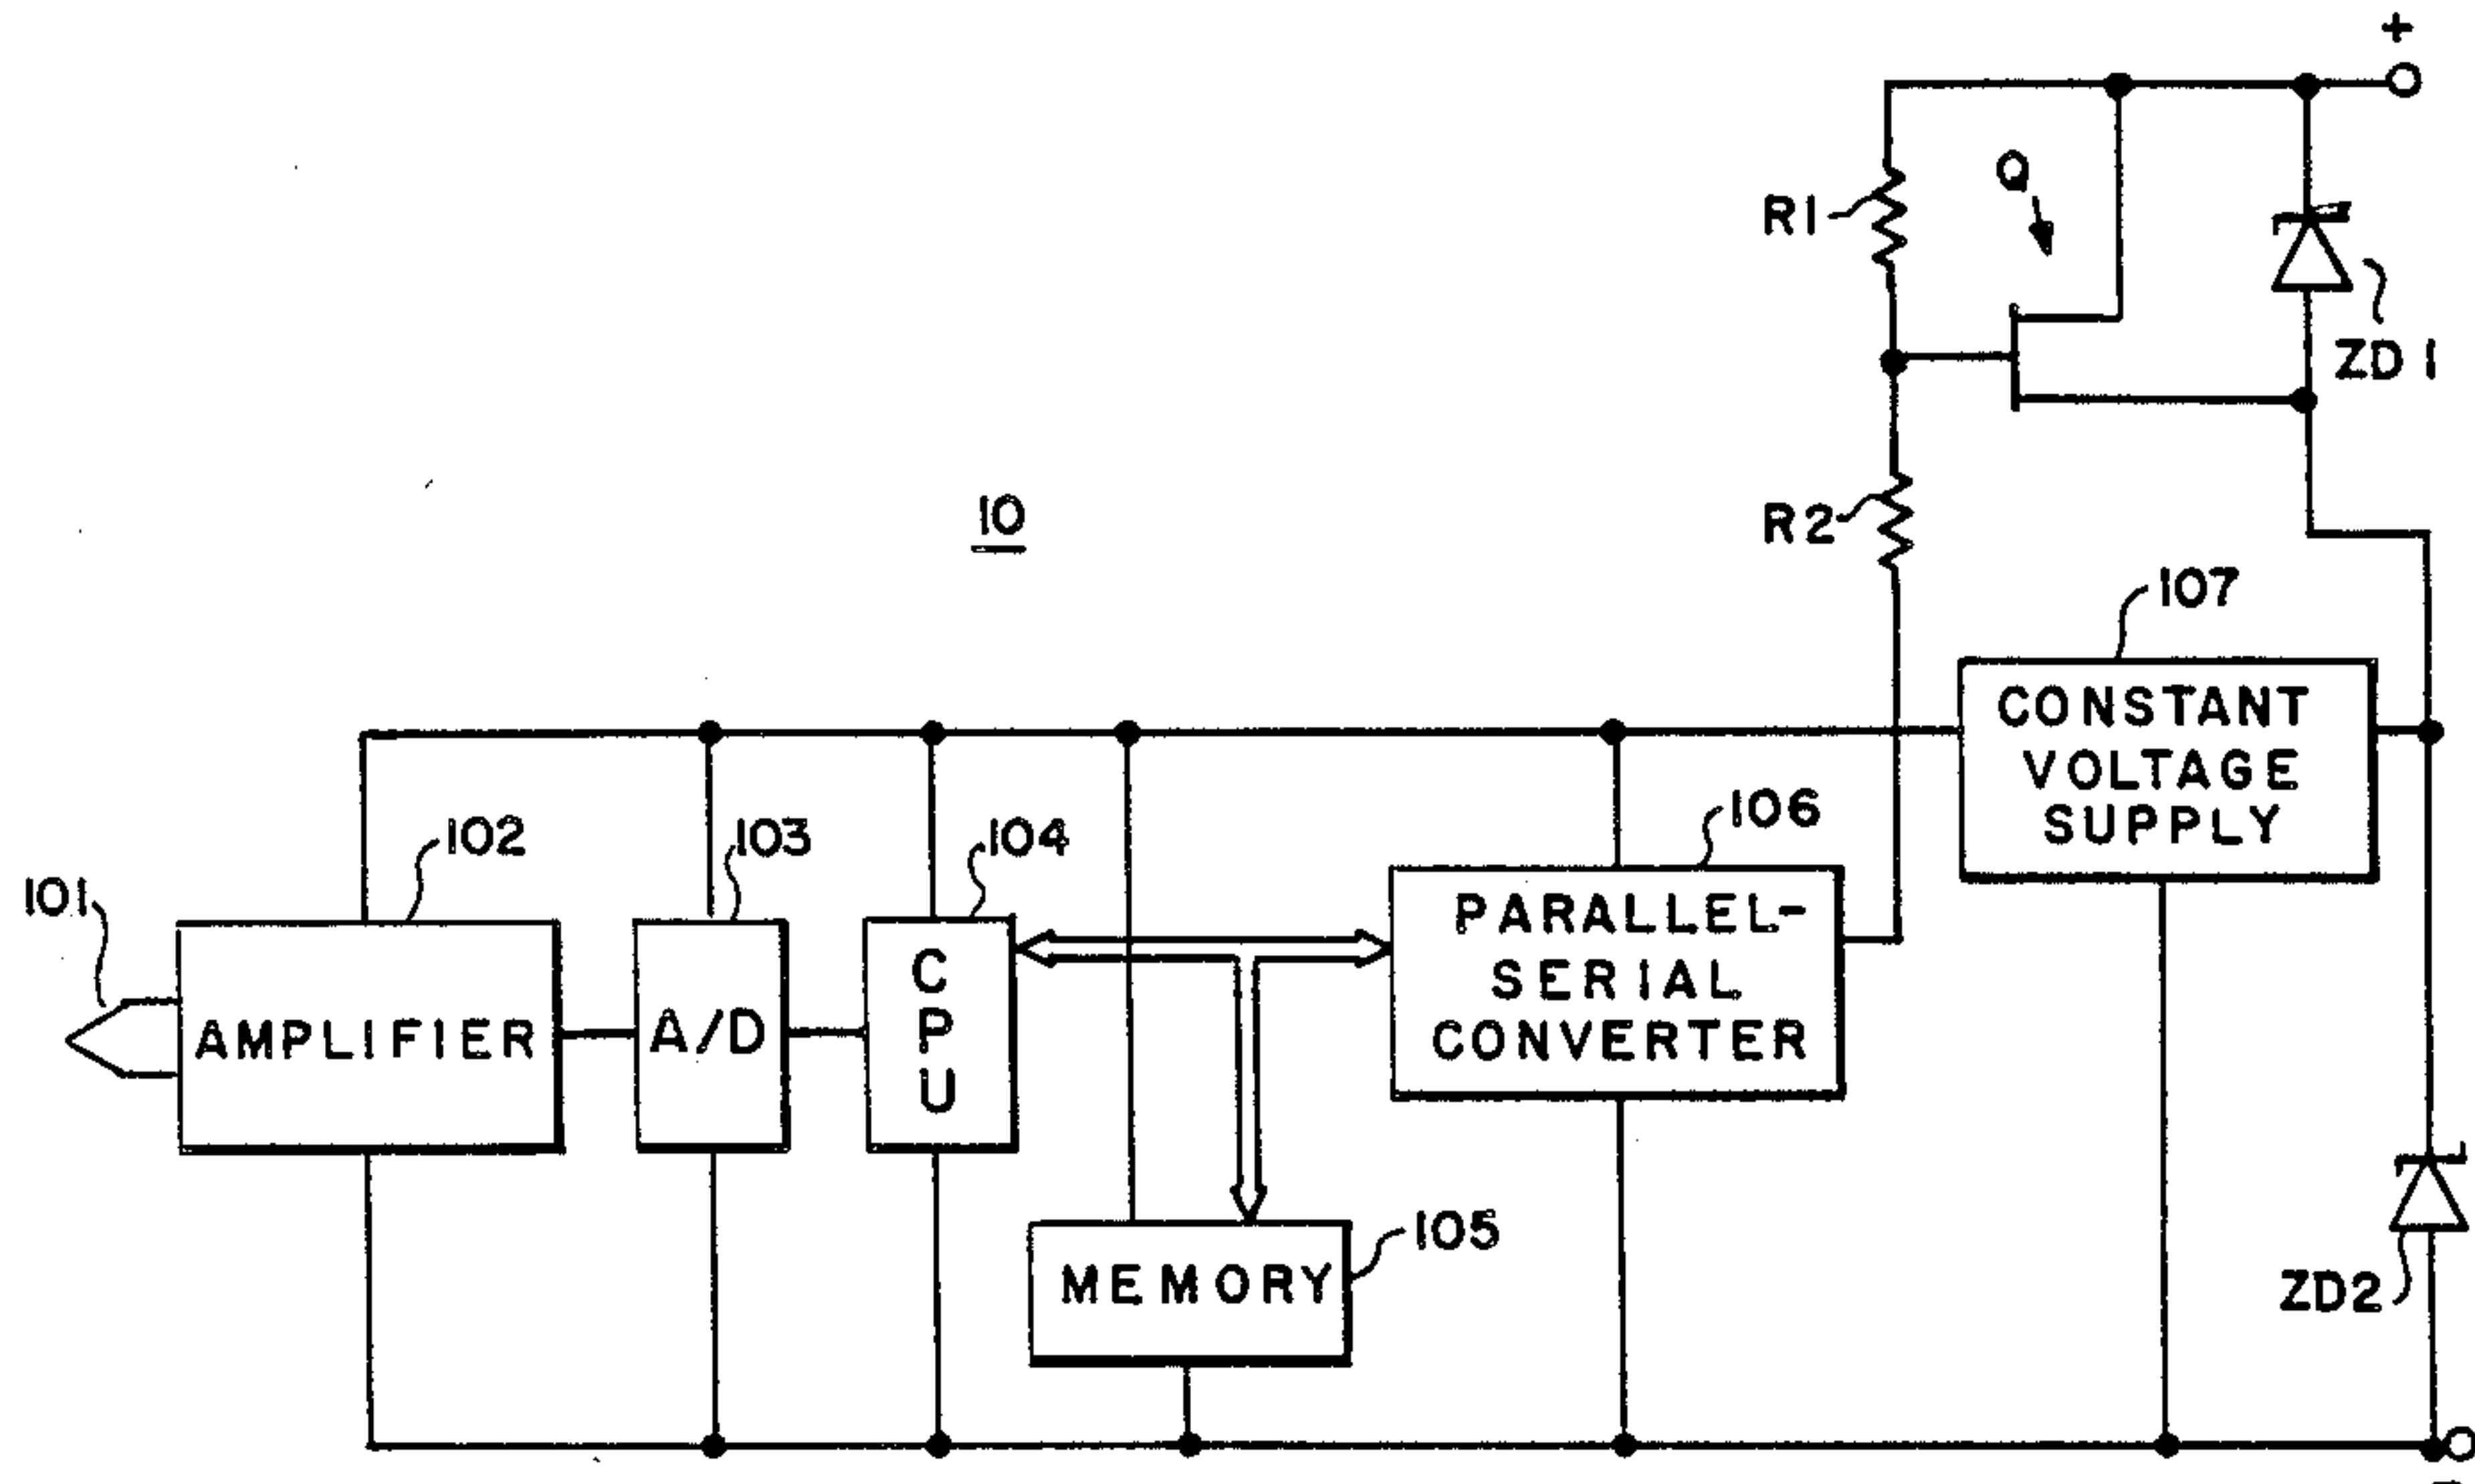 +
R1
Q
ZD1
10
R2
107
CONSTANT
VOLTAGE
SUPPLY
101
102
103
104
106
AMPLIFIER
A/D
C
P
U
PARALLEL-
SERIAL
CONVERTER
MEMORY
105
ZD2
-